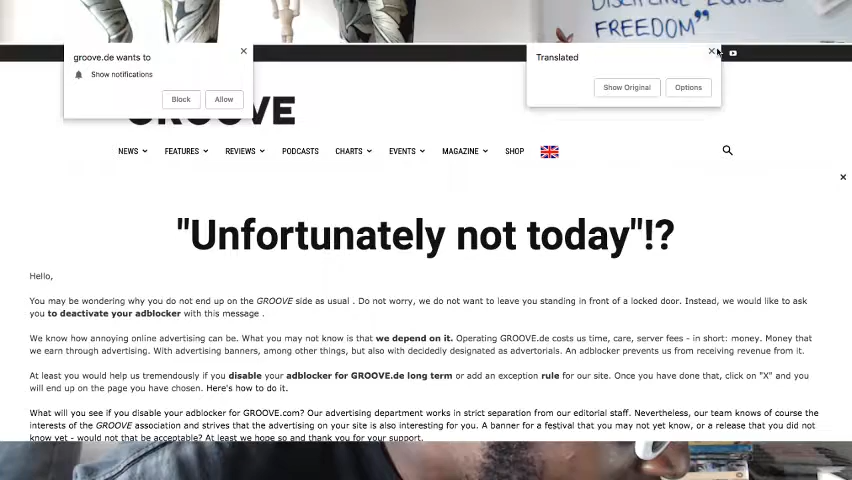 DISCIPLINE EQUALS
FREEDOM"
groove.de wants to
Show notifications
Block
Allow
Translated
Show Original
Options
GROOVE
NEWS
FEATURES
REVIEWS
PODCASTS
CHARTS
EVENTS
MAGAZINE
SHOP
"Unfortunately not today"!?
Hello,
You may be wondering why you do not end up on the GROOVE side as usual . Do not worry, we do not want to leave you standing in front of a locked door. Instead, we would like to ask
you to deactivate your adblocker with this message .
We know how annoying online advertising can be. What you may not know is that we depend on it. Operating GROOVE.de costs us time, care, server fees - in short: money. Money that
we earn through advertising. With advertising banners, among other things, but also with decidedly designated as advertorials. An adblocker prevents us from receiving revenue from it.
At least you would help us tremendously if you disable your adblocker for GROOVE.de long term or add an exception rule for our site. Once you have done that, click on "X" and you
will end up on the page you have chosen. Here's how to do it.
What will you see if you disable your adblocker for GROOVE.com? Our advertising department works in strict separation from our editorial staff. Nevertheless, our team knows of course the
interests of the GROOVE association and strives that the advertising on your site is also interesting for you. A banner for a festival that you may not yet know, or a release that you did not
know yet - would not that be acceptable? At least we hope so and thank you for your support.